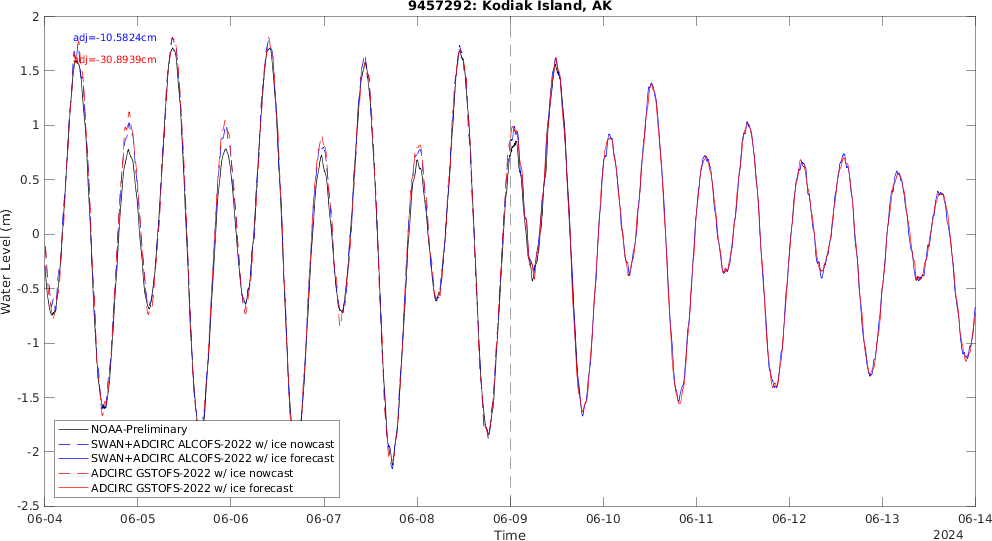 9457292: Kodiak Island, AK
2
1.5
1
0.5
0
-0.5
-1
-1.5
-2
-2.5
Water Level (m)
adj=-10.5824cm
adj=-30.8939cm
NOAA-Preliminary
SWAN+ADCIRC ALCOFS-2022 w/ ice nowcast
SWAN+ADCIRC ALCOFS-2022 w/ ice forecast
ADCIRC GSTOFS-2022 w/ ice nowcast
ADCIRC GSTOFS-2022 w/ ice forecast
06-04 06-05 06-06 06-07 06-08 06-09 06-10 06-11 06-12 06-13 06-14
Time
2024